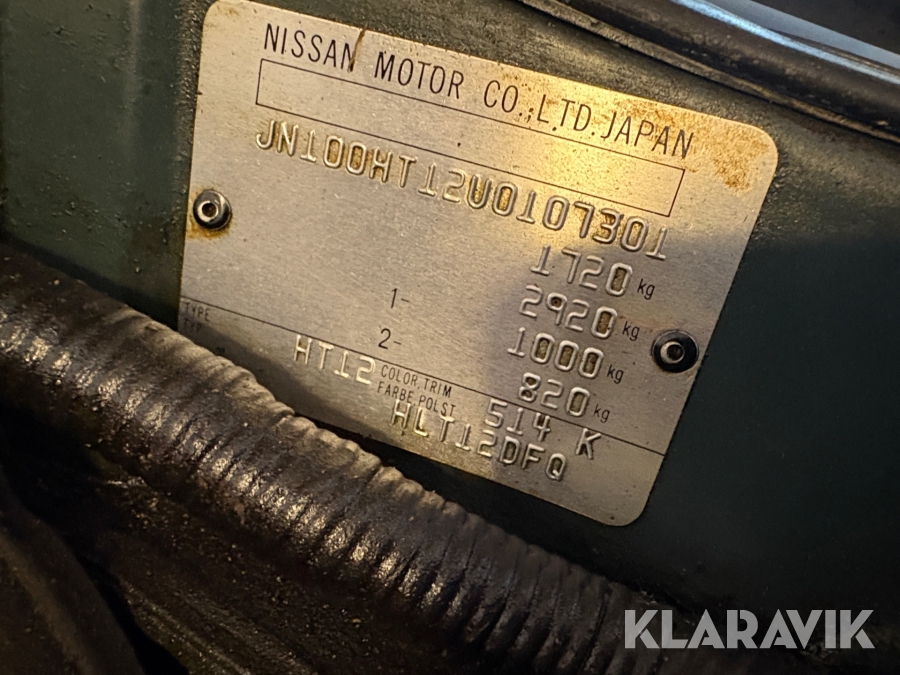 NISSAN MOTOR CO.,LTD.JAPAN
JN100HT12U0107301
1720 kg
2920 kg
1- 1000 kg
2- 820 kg
TYPE
TYP
HT12 COLOR,TRIM
FARBE,POLST 514 K
HLT12DFQ
KLARAVIK